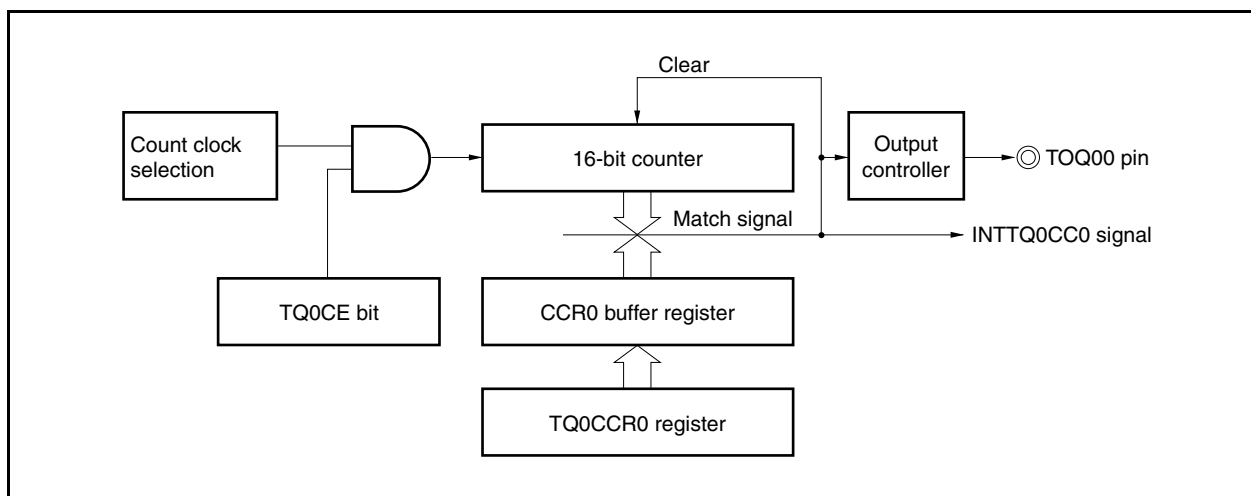 Clear
Count clock
selection
16-bit counter
Output
controller
TOQ00 pin
Match signal
INTTQ0CC0 signal
TQ0CE bit
CCR0 buffer register
TQ0CCR0 register